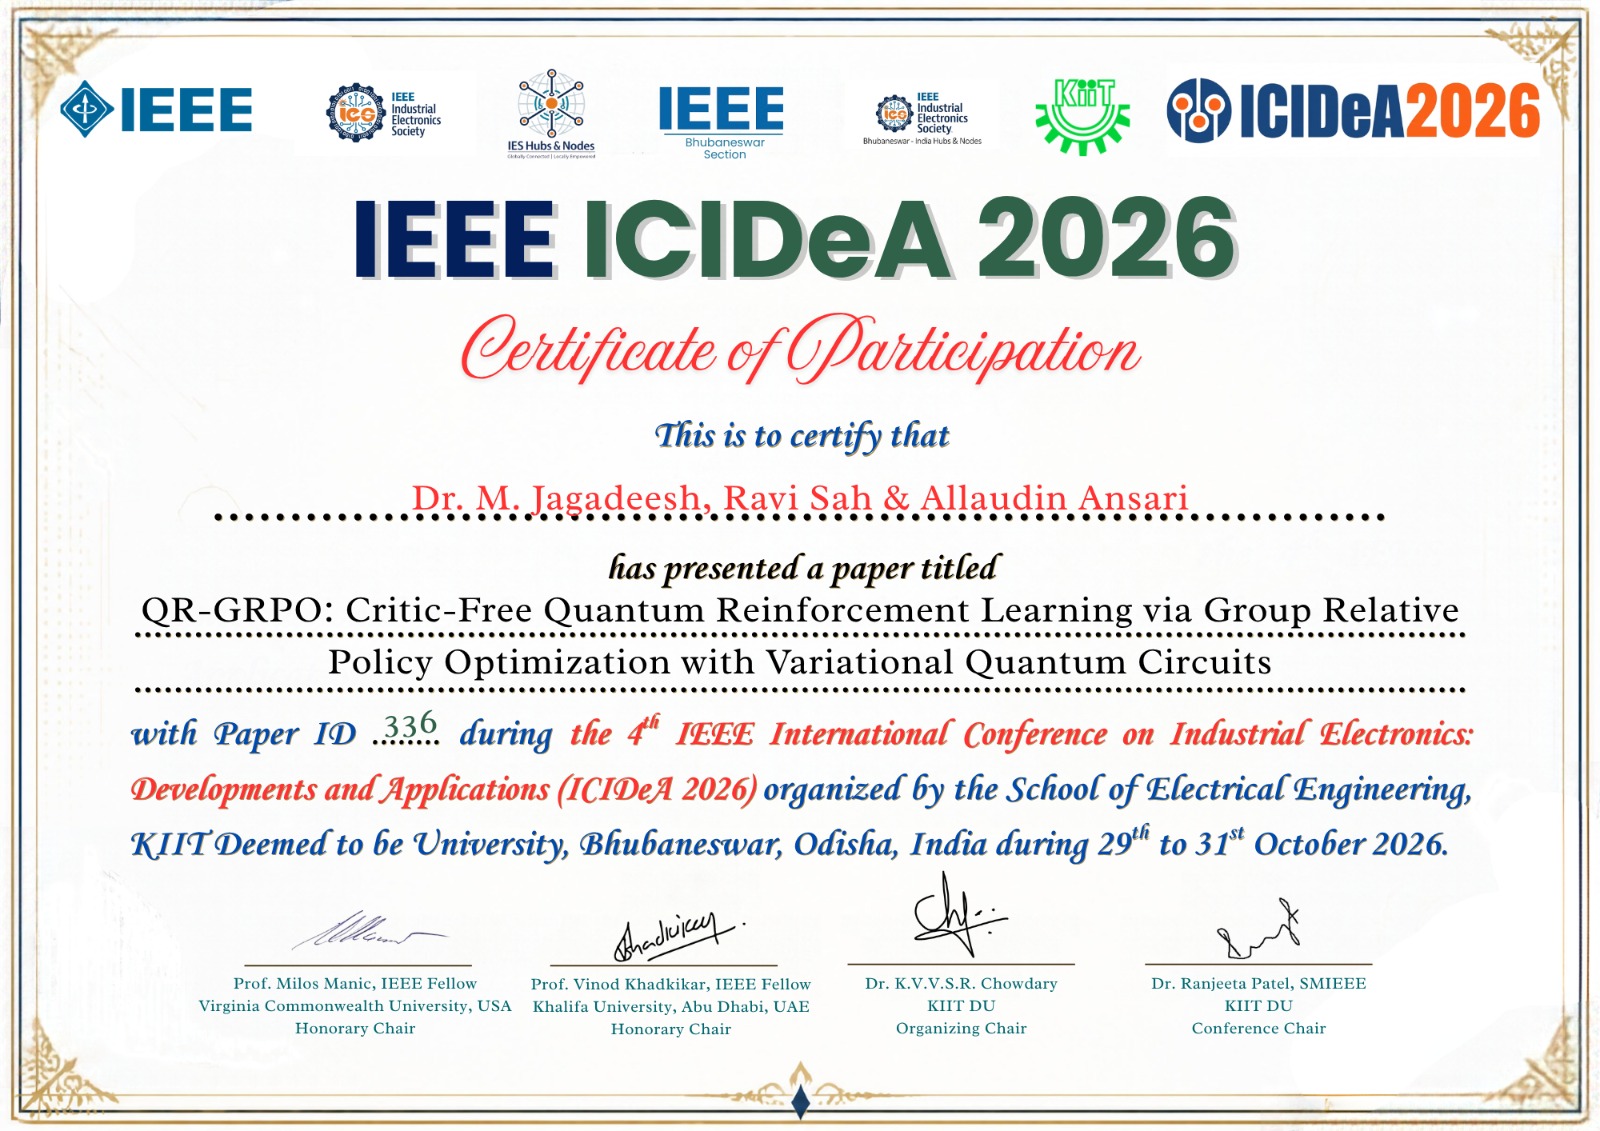 IEEE
IEEE
Industrial
Electronics
Society
ies
IES Hubs & Nodes
Globally Connected | Locally Empowered
IEEE
Bhubaneswar
Section
IEEE
Industrial
Electronics
Society
ies
Bhubaneswar - India Hubs & Nodes
KiiT
ICIDeA2026
IEEE ICIDeA 2026
Certificate of Participation
This is to certify that
Dr. M. Jagadeesh, Ravi Sah & Allaudin Ansari
has presented a paper titled
QR-GRPO: Critic-Free Quantum Reinforcement Learning via Group Relative
Policy Optimization with Variational Quantum Circuits
with Paper ID 336 during the 4th IEEE International Conference on Industrial Electronics:
Developments and Applications (ICIDeA 2026) organized by the School of Electrical Engineering,
KIIT Deemed to be University, Bhubaneswar, Odisha, India during 29th to 31st October 2026.
Prof. Milos Manic, IEEE Fellow
Virginia Commonwealth University, USA
Honorary Chair
Prof. Vinod Khadkikar, IEEE Fellow
Khalifa University, Abu Dhabi, UAE
Honorary Chair
Dr. K.V.V.S.R. Chowdary
KIIT DU
Organizing Chair
Dr. Ranjeeta Patel, SMIEEE
KIIT DU
Conference Chair